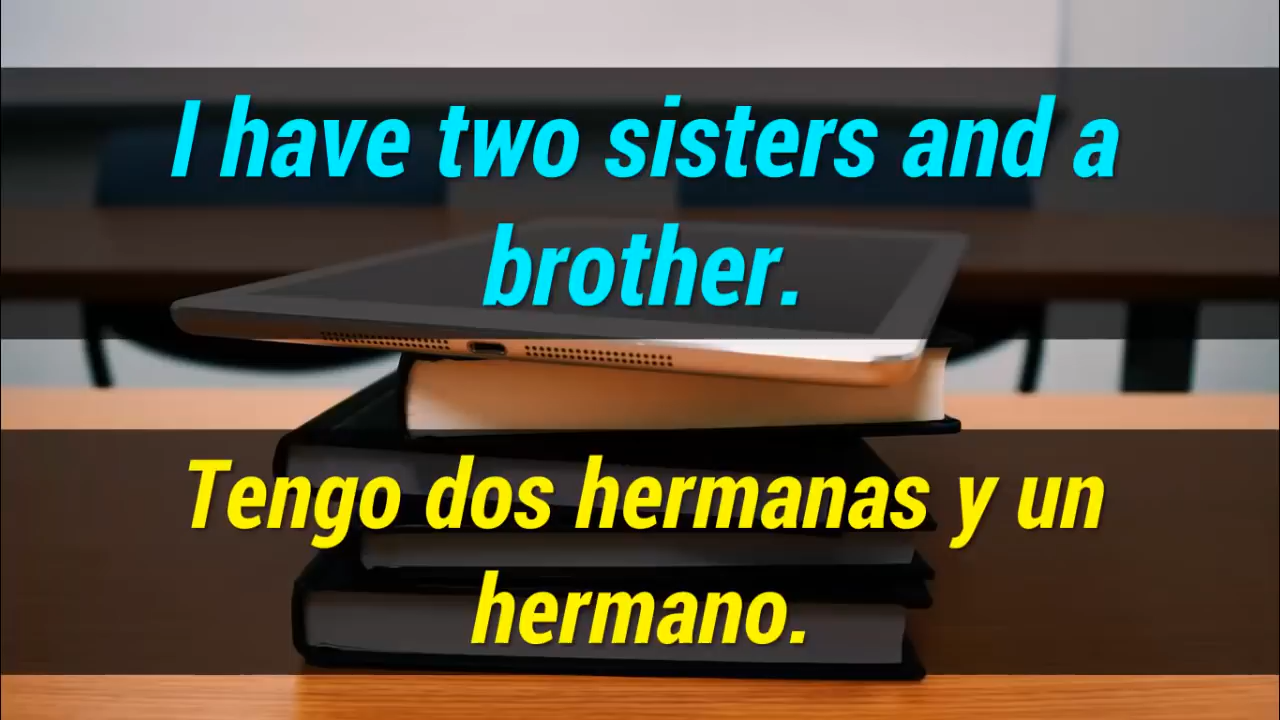 I have two sisters and a
brother.
Tengo dos hermanas y un
hermano.